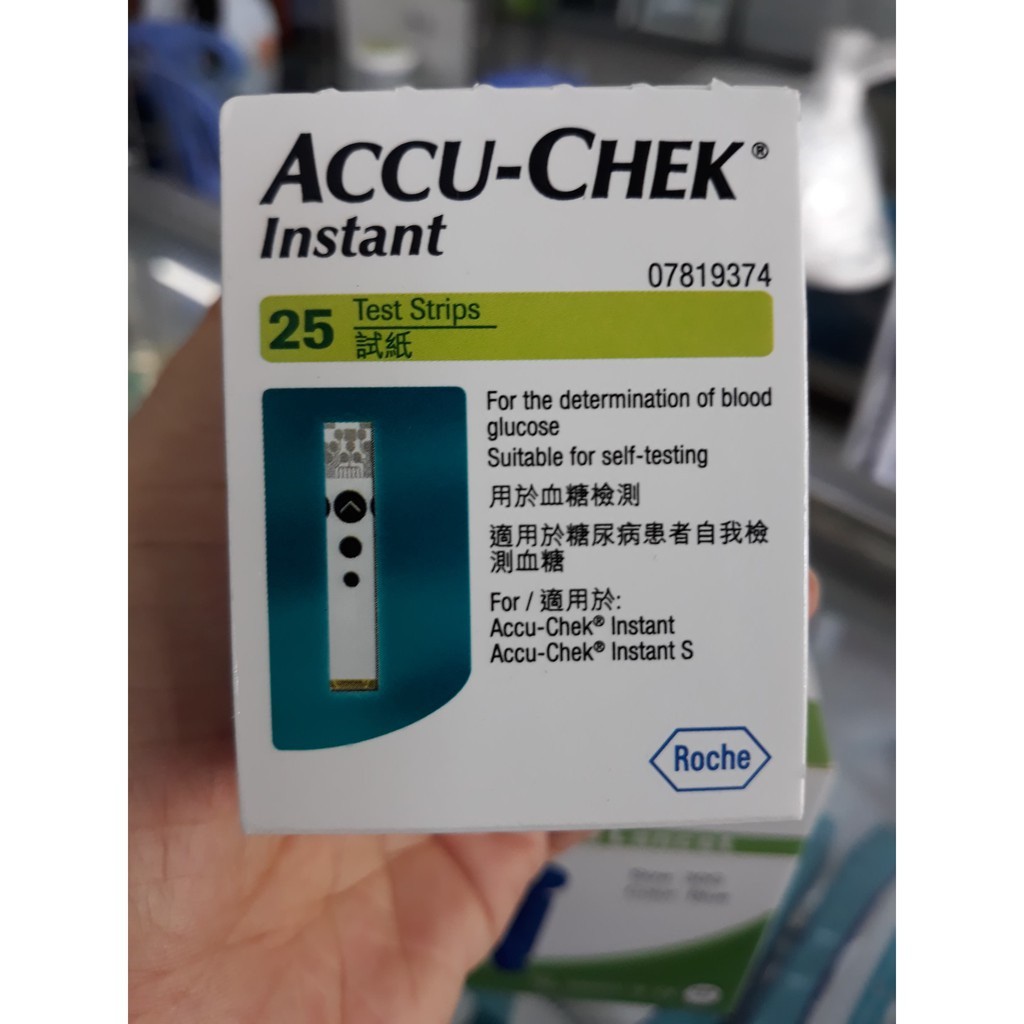 ACCU-CHEK®
Instant
07819374
25 Test Strips
試紙
For the determination of blood
glucose
Suitable for self-testing
用於血糖檢測
適用於糖尿病患者自我檢
測血糖
For / 適用於:
Accu-Chek® Instant
Accu-Chek® Instant S
Roche